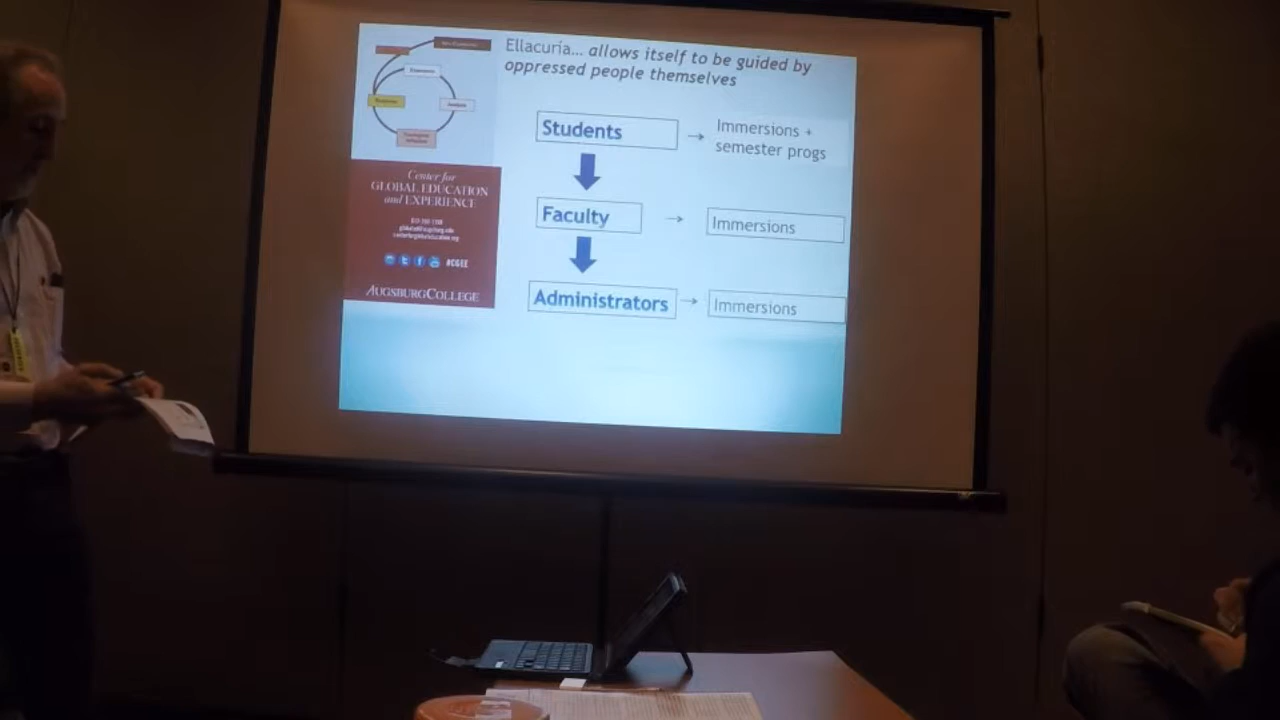 Ellacuría... allows itself to be guided by
oppressed people themselves
Students → Immersions +
semester progs
Faculty → Immersions
Administrators → Immersions
Analysis
Center for
GLOBAL EDUCATION
and EXPERIENCE
#CGEE
AUGSBURG COLLEGE